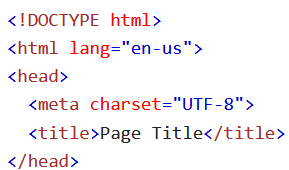 <!DOCTYPE html>
<html lang="en-us">
<head>
  <meta charset="UTF-8">
  <title>Page Title</title>
</head>